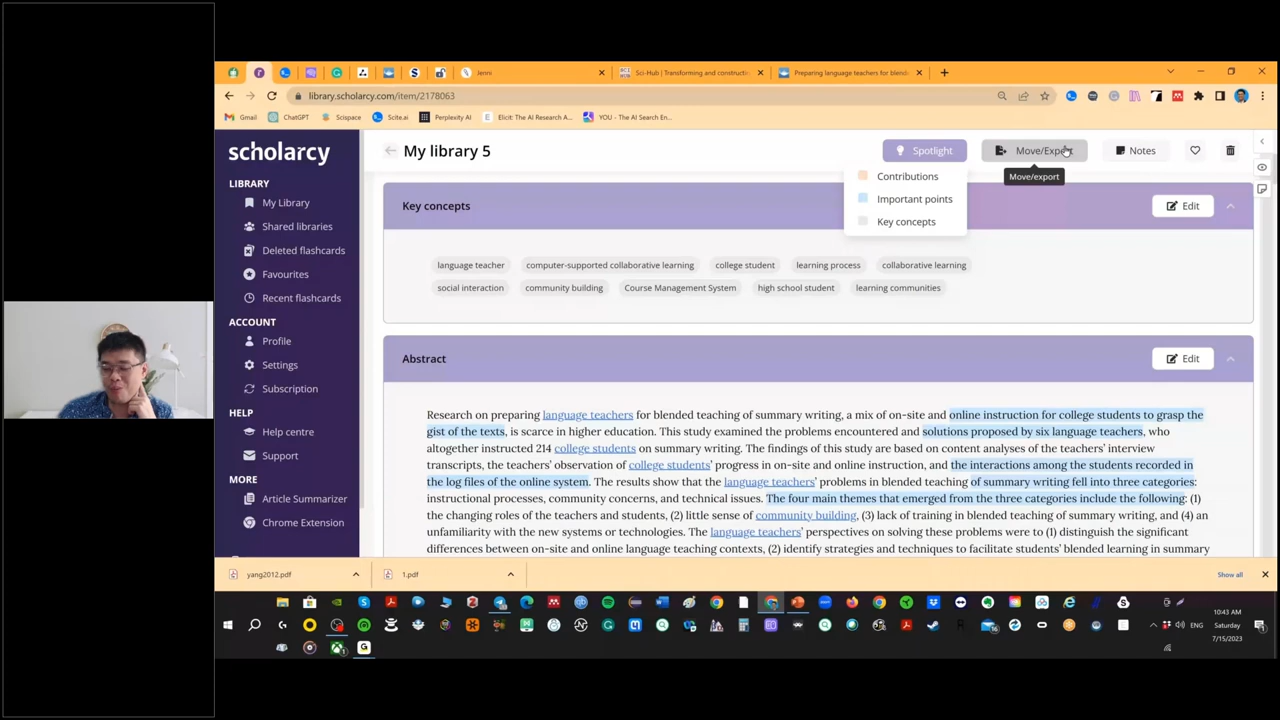 Jenni
Sci-Hub | Transforming and constructi
Preparing language teachers for blend
library.scholarcy.com/item/2178063
Gmail
ChatGPT
Scispace
Scite.ai
Perplexity AI
Elicit: The AI Research A...
YOU - The AI Search En...
scholarcy
My library 5
Spotlight
Move/Export
Notes
Contributions
Important points
Key concepts
Move/export
LIBRARY
My Library
Shared libraries
Deleted flashcards
Favourites
Recent flashcards
ACCOUNT
Profile
Settings
Subscription
HELP
Help centre
Support
MORE
Article Summarizer
Chrome Extension
Key concepts
Edit
language teacher computer-supported collaborative learning college student learning process collaborative learning
social interaction community building Course Management System high school student learning communities
Abstract
Edit
Research on preparing language teachers for blended teaching of summary writing, a mix of on-site and online instruction for college students to grasp the
gist of the texts, is scarce in higher education. This study examined the problems encountered and solutions proposed by six language teachers, who
altogether instructed 214 college students on summary writing. The findings of this study are based on content analyses of the teachers' interview
transcripts, the teachers' observation of college students' progress in on-site and online instruction, and the interactions among the students recorded in
the log files of the online system. The results show that the language teachers' problems in blended teaching of summary writing fell into three categories:
instructional processes, community concerns, and technical issues. The four main themes that emerged from the three categories include the following: (1)
the changing roles of the teachers and students, (2) little sense of community building, (3) lack of training in blended teaching of summary writing, and (4) an
unfamiliarity with the new systems or technologies. The language teachers' perspectives on solving these problems were to (1) distinguish the significant
differences between on-site and online language teaching contexts, (2) identify strategies and techniques to facilitate students' blended learning in summary
yang2012.pdf
1.pdf
Show all
10:43 AM
ENG
Saturday
7/15/2023